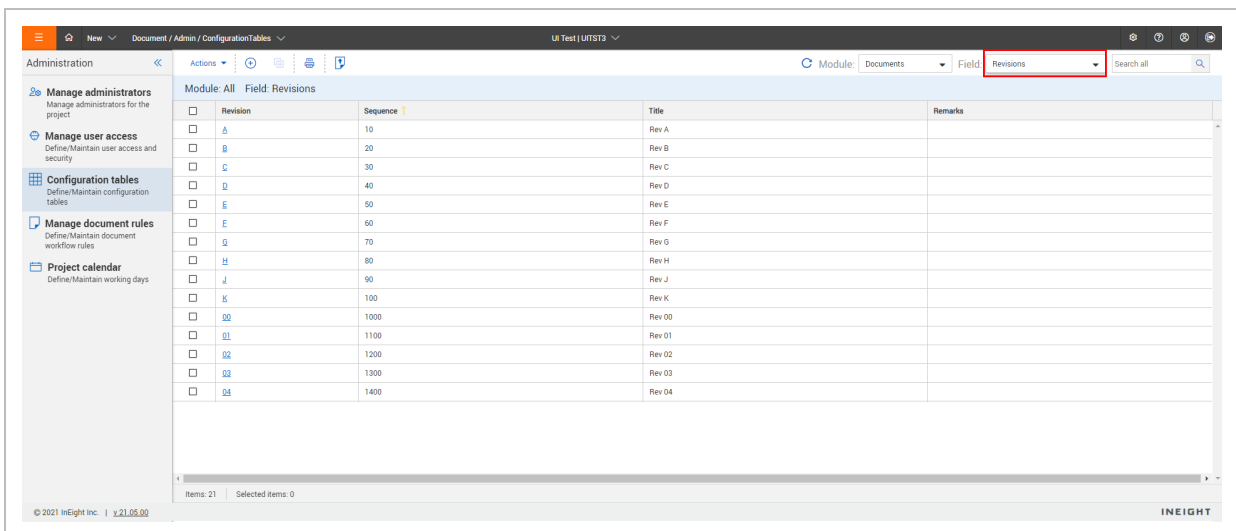 New Document / Admin / ConfigurationTables UI Test | UITST3
Administration
Actions Module: Documents Field: Revisions Search all
Module: All Field: Revisions
Manage administrators
Manage administrators for the
project
Manage user access
Define/Maintain user access and
security
Configuration tables
Define/Maintain configuration
tables
Manage document rules
Define/Maintain document
workflow rules
Project calendar
Define/Maintain working days
Revision Sequence Title Remarks
A 10 Rev A
B 20 Rev B
C 30 Rev C
D 40 Rev D
E 50 Rev E
F 60 Rev F
G 70 Rev G
H 80 Rev H
J 90 Rev J
K 100 Rev K
00 1000 Rev 00
01 1100 Rev 01
02 1200 Rev 02
03 1300 Rev 03
04 1400 Rev 04
Items: 21 Selected items: 0
© 2021 InEight Inc. | v 21.05.00 INEIGHT